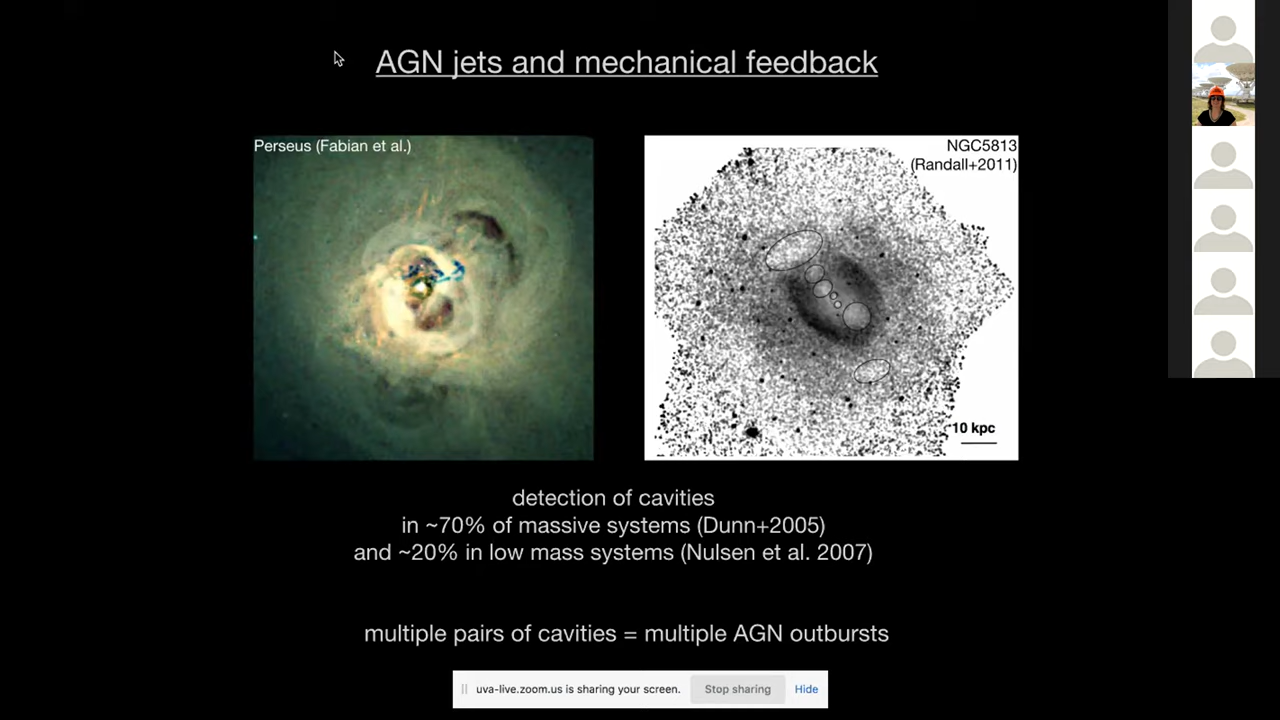 AGN jets and mechanical feedback
Perseus (Fabian et al.)
NGC5813
(Randall+2011)
10 kpc
detection of cavities
in ~70% of massive systems (Dunn+2005)
and ~20% in low mass systems (Nulsen et al. 2007)
multiple pairs of cavities = multiple AGN outbursts
uva-live.zoom.us is sharing your screen. Stop sharing Hide